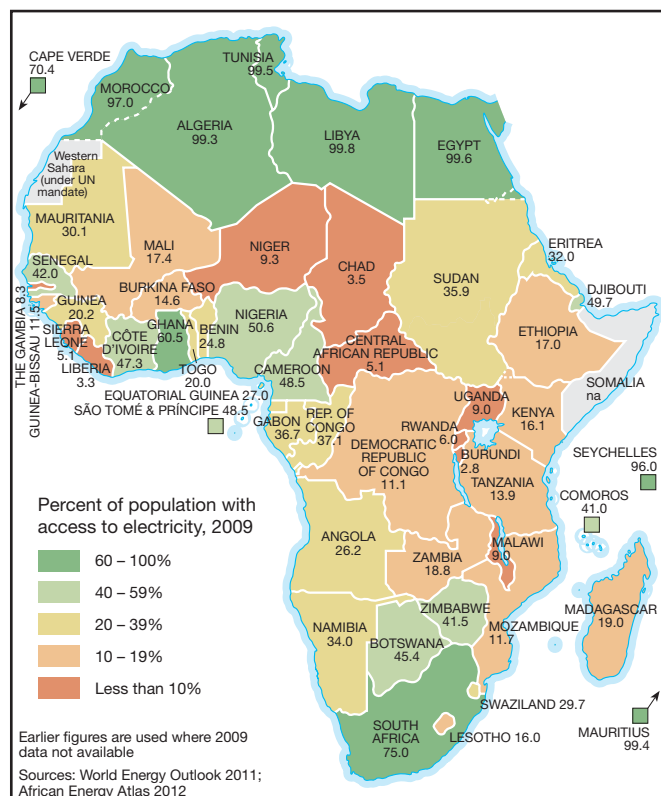 CAPE VERDE
70.4
TUNISIA
99.5
MOROCCO
97.0
ALGERIA
99.3
LIBYA
99.8
EGYPT
99.6
Western
Sahara
(under UN
mandate)
MAURITANIA
30.1
MALI
17.4
NIGER
9.3
CHAD
3.5
SUDAN
35.9
ERITREA
32.0
DJIBOUTI
49.7
SENEGAL
42.0
THE GAMBIA 8.3
GUINEA-BISSAU 11.5
GUINEA
20.2
BURKINA FASO
14.6
SIERRA
LEONE
5.1
LIBERIA
3.3
CÔTE
D'IVOIRE
47.3
GHANA
60.5
BENIN
24.8
TOGO
20.0
NIGERIA
50.6
CAMEROON
48.5
CENTRAL
AFRICAN REPUBLIC
5.1
ETHIOPIA
17.0
SOMALIA
na
EQUATORIAL GUINEA 27.0
SÃO TOMÉ & PRÍNCIPE 48.5
GABON
36.7
REP. OF
CONGO
37.1
DEMOCRATIC
REPUBLIC
OF CONGO
11.1
UGANDA
9.0
KENYA
16.1
RWANDA
6.0
BURUNDI
2.8
TANZANIA
13.9
SEYCHELLES
96.0
COMOROS
41.0
ANGOLA
26.2
ZAMBIA
18.8
MALAWI
9.0
MOZAMBIQUE
11.7
MADAGASCAR
19.0
ZIMBABWE
41.5
NAMIBIA
34.0
BOTSWANA
45.4
SWAZILAND 29.7
LESOTHO 16.0
SOUTH
AFRICA
75.0
MAURITIUS
99.4
Percent of population with
access to electricity, 2009
60 – 100%
40 – 59%
20 – 39%
10 – 19%
Less than 10%
Earlier figures are used where 2009
data not available
Sources: World Energy Outlook 2011;
African Energy Atlas 2012